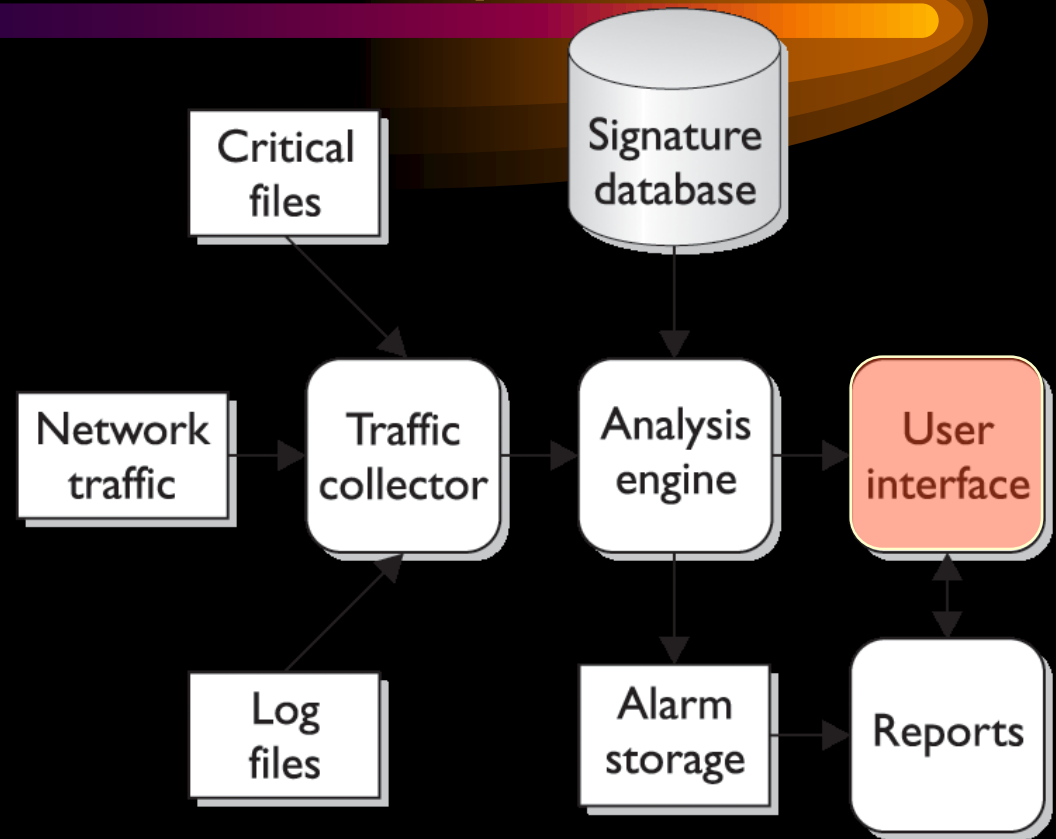 Critical
files
Signature
database
Network
traffic
Traffic
collector
Analysis
engine
User
interface
Log
files
Alarm
storage
Reports